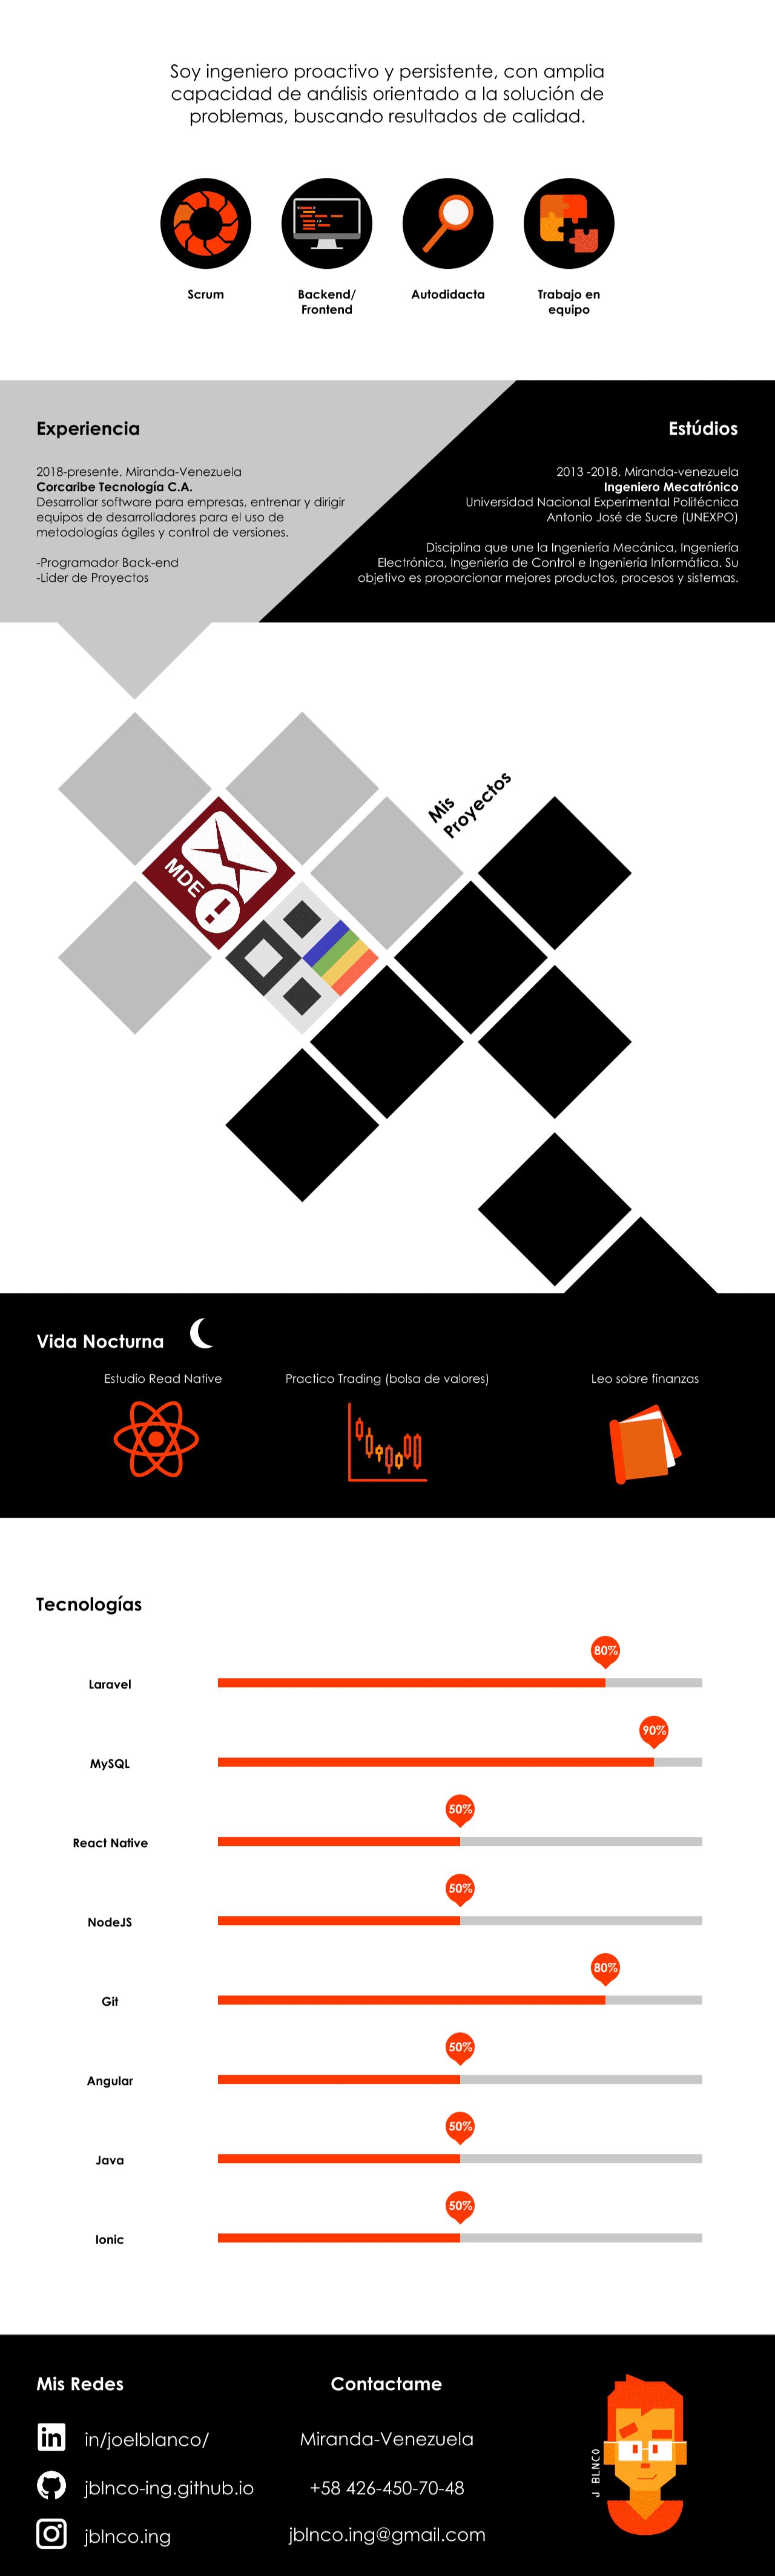 Soy ingeniero proactivo y persistente, con amplia
capacidad de análisis orientado a la solución de
problemas, buscando resultados de calidad.
Scrum
Backend/
Frontend
Autodidacta
Trabajo en
equipo
Experiencia
2018-presente. Miranda-Venezuela
Corcaribe Tecnología C.A.
Desarrollar software para empresas, entrenar y dirigir
equipos de desarrolladores para el uso de
metodologías ágiles y control de versiones.
-Programador Back-end
-Lider de Proyectos
Estúdios
2013 -2018. Miranda-venezuela
Ingeniero Mecatrónico
Universidad Nacional Experimental Politécnica
Antonio José de Sucre (UNEXPO)
Disciplina que une la Ingeniería Mecánica, Ingeniería
Electrónica, Ingeniería de Control e Ingeniería Informática. Su
objetivo es proporcionar mejores productos, procesos y sistemas.
Mis
Proyectos
MDE
Vida Nocturna
Estudio Read Native
Practico Trading (bolsa de valores)
Leo sobre finanzas
Tecnologías
80%
Laravel
90%
MySQL
50%
React Native
50%
NodeJS
80%
Git
50%
Angular
50%
Java
50%
Ionic
Mis Redes
in/joelblanco/
jblnco-ing.github.io
jblnco.ing
Contactame
Miranda-Venezuela
+58 426-450-70-48
jblnco.ing@gmail.com
J BLNCO